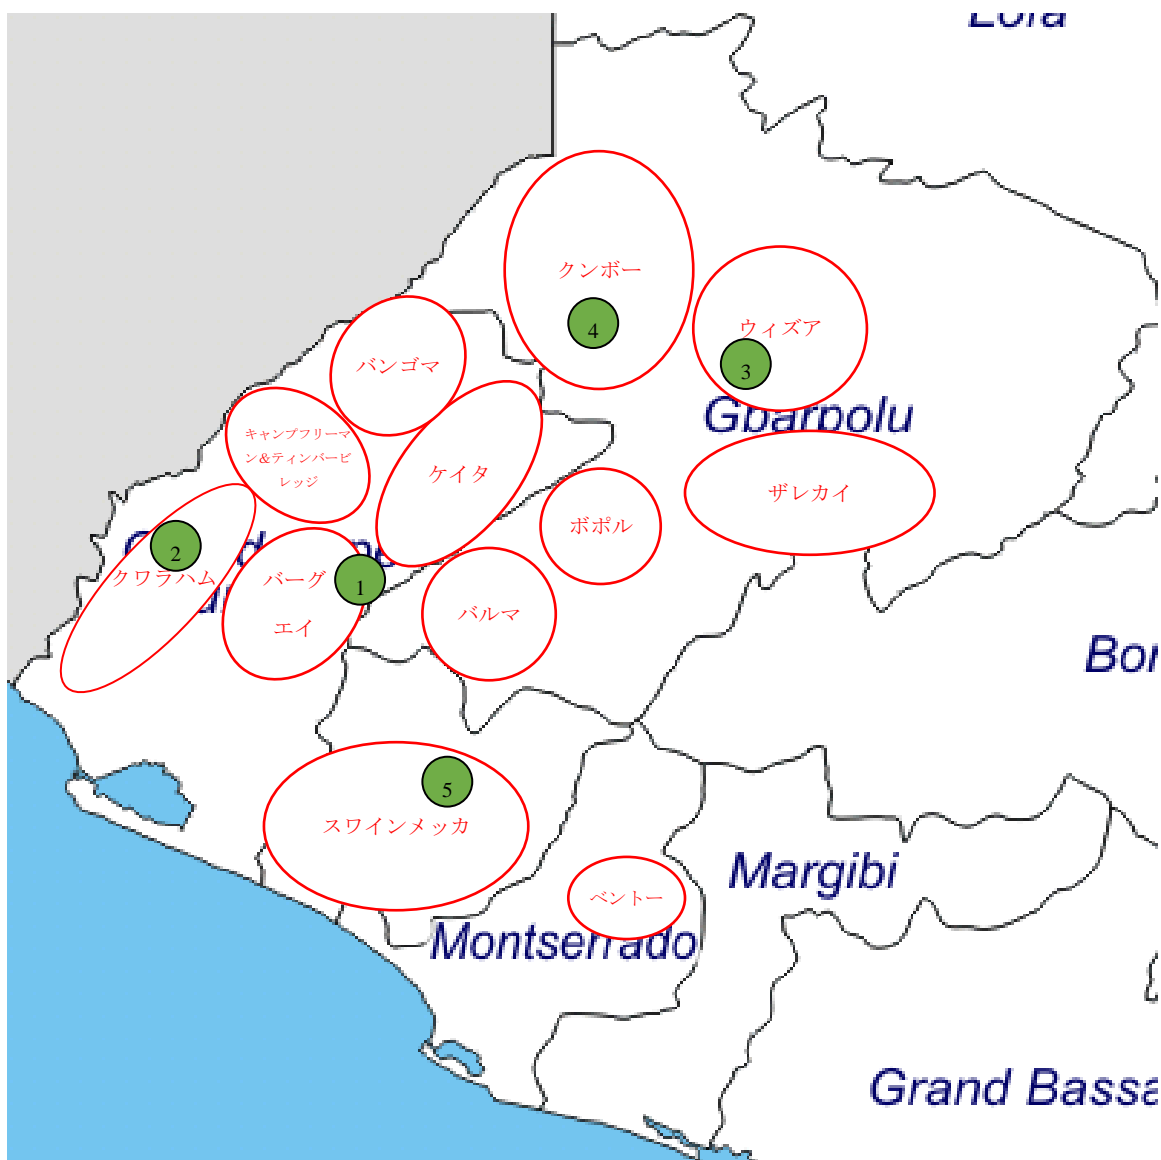 Lofa
クンボー
4
ウィズア
3
バンゴマ
Gbarpolu
キャンプフリーマ
ン＆ティンバービ
レッジ
ケイタ
ザレカイ
ボポル
2
クワラハム
バーグ
エイ
1
バルマ
Bor
5
スワインメッカ
Margibi
ベントー
Montserrado
Grand Bassa